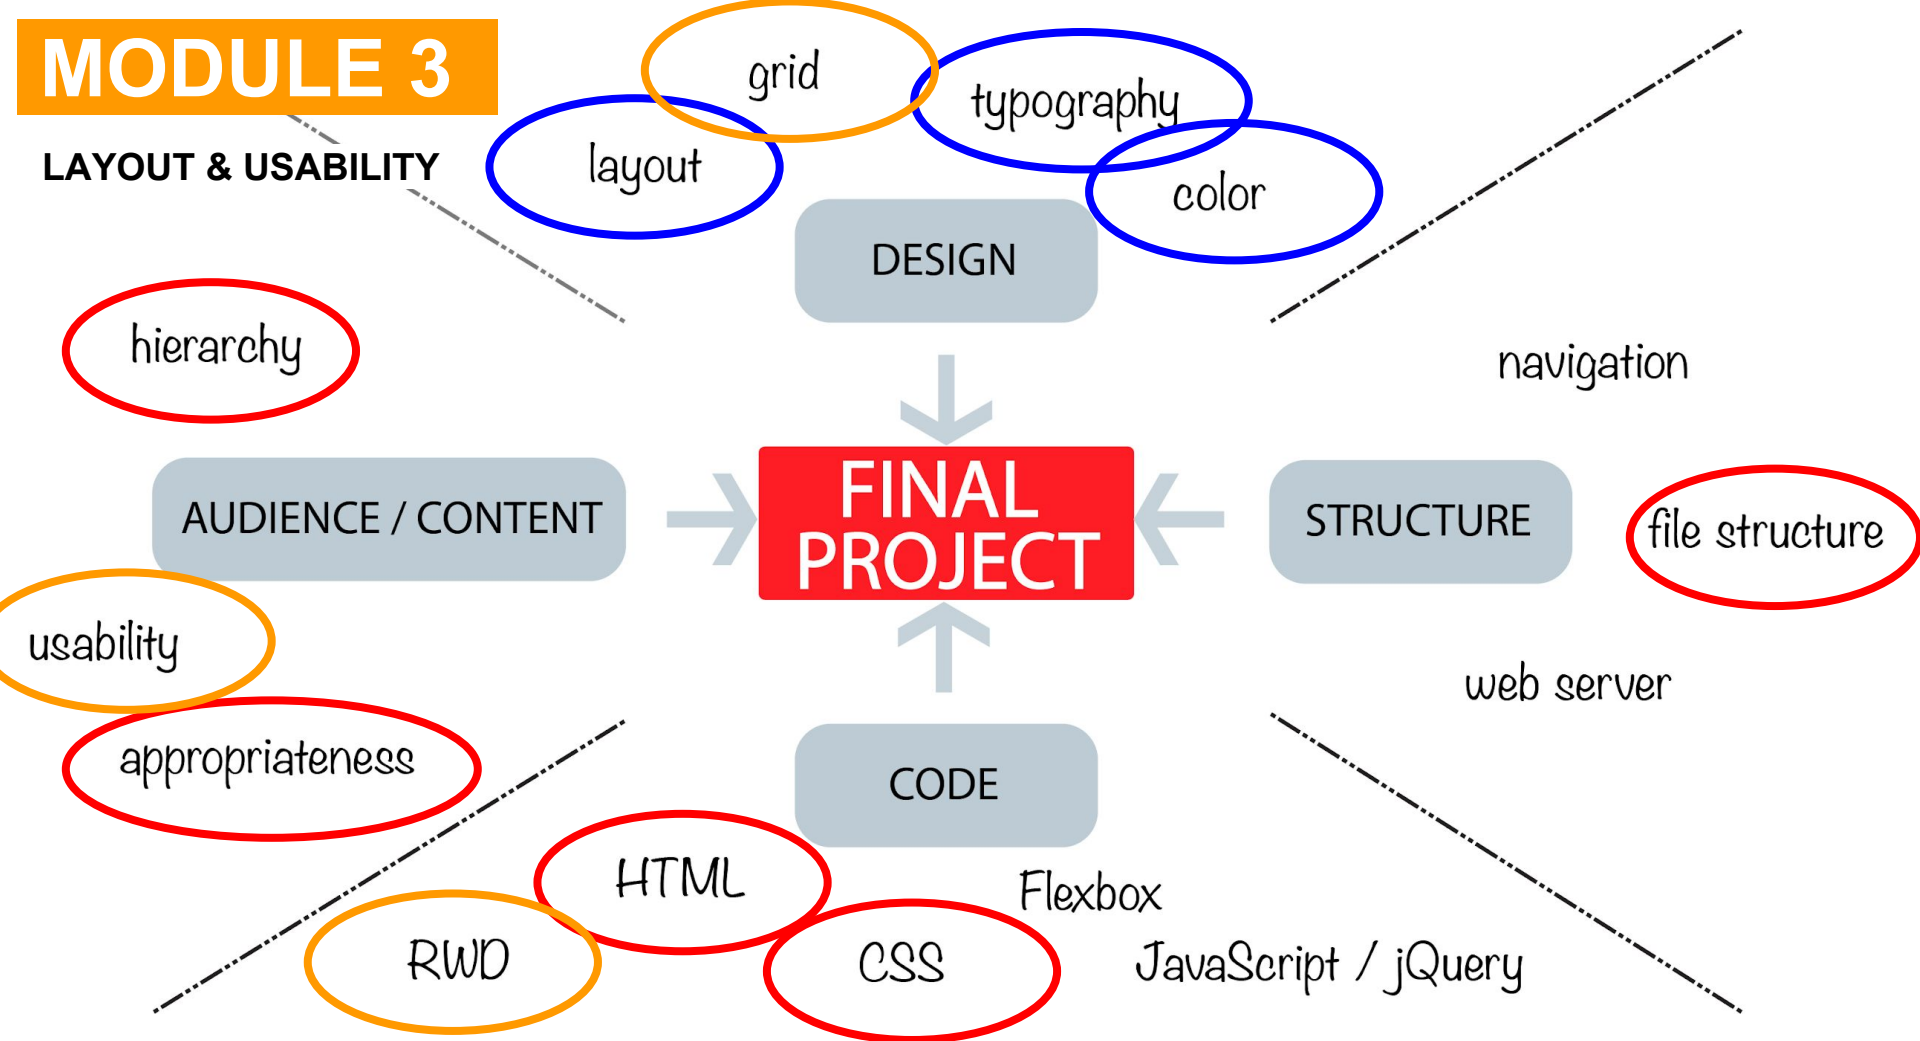 MODULE 3
LAYOUT & USABILITY
grid
typography
layout
color
DESIGN
hierarchy
navigation
AUDIENCE / CONTENT
FINAL
PROJECT
STRUCTURE
file structure
usability
web server
appropriateness
CODE
HTML
Flexbox
RWD
CSS
JavaScript / jQuery